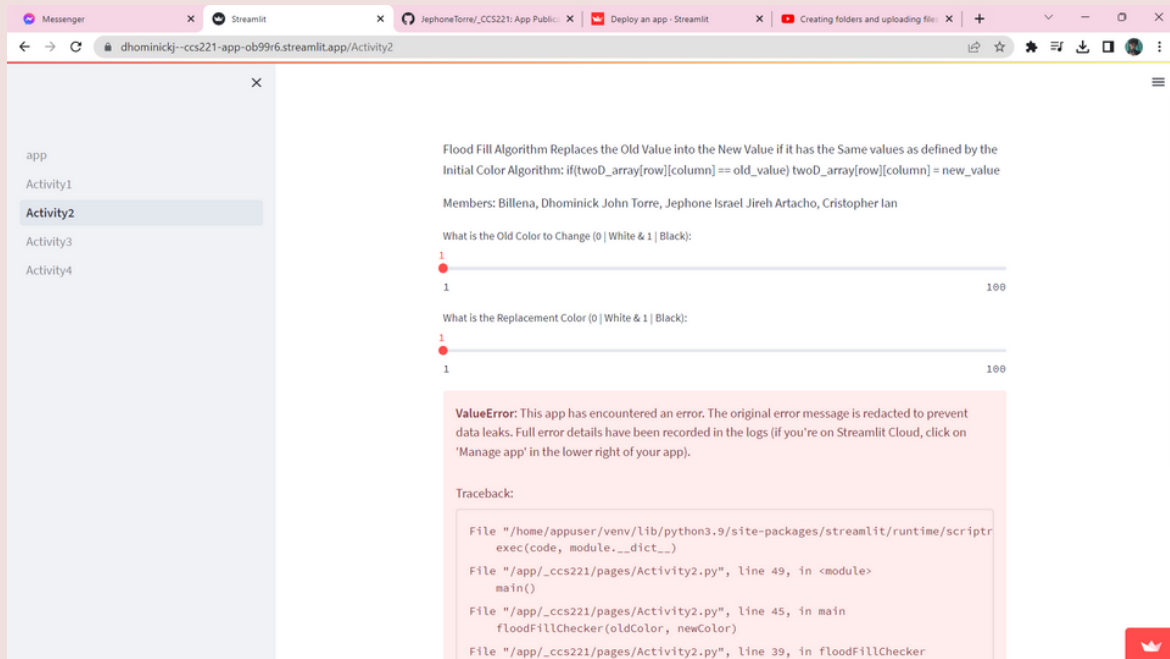 Messenger
Streamlit
JephoneTorre/_CCS221: App Public
Deploy an app - Streamlit
Creating folders and uploading file
dhominickj--ccs221-app-ob99r6.streamlit.app/Activity2
app
Activity1
Activity2
Activity3
Activity4
Flood Fill Algorithm Replaces the Old Value into the New Value if it has the Same values as defined by the
Initial Color Algorithm: if(twoD_array[row][column] == old_value) twoD_array[row][column] = new_value
Members: Billena, Dhominick John Torre, Jephone Israel Jireh Artacho, Cristopher Ian
What is the Old Color to Change (0 | White & 1 | Black):
1
1 100
What is the Replacement Color (0 | White & 1 | Black):
1
1 100
ValueError: This app has encountered an error. The original error message is redacted to prevent
data leaks. Full error details have been recorded in the logs (if you're on Streamlit Cloud, click on
'Manage app' in the lower right of your app).
Traceback:
File "/home/appuser/venv/lib/python3.9/site-packages/streamlit/runtime/scriptr
exec(code, module.__dict__)
File "/app/_ccs221/pages/Activity2.py", line 49, in <module>
main()
File "/app/_ccs221/pages/Activity2.py", line 45, in main
floodFillChecker(oldColor, newColor)
File "/app/_ccs221/pages/Activity2.py", line 39, in floodFillChecker